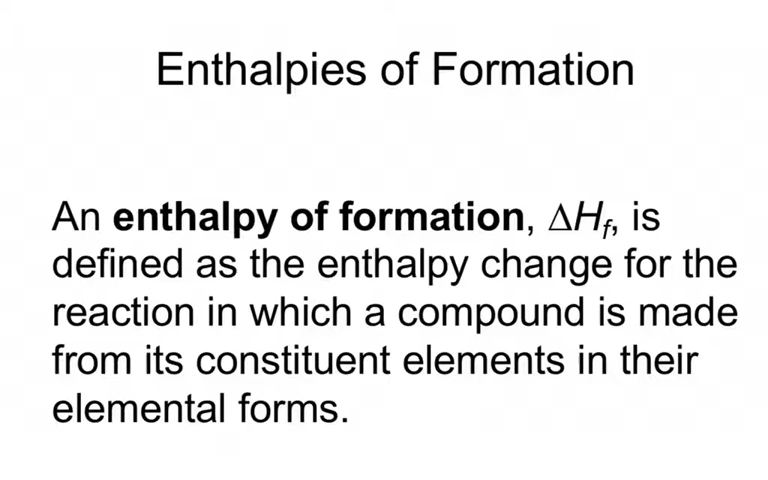 Enthalpies of Formation
An enthalpy of formation, ΔHf, is
defined as the enthalpy change for the
reaction in which a compound is made
from its constituent elements in their
elemental forms.